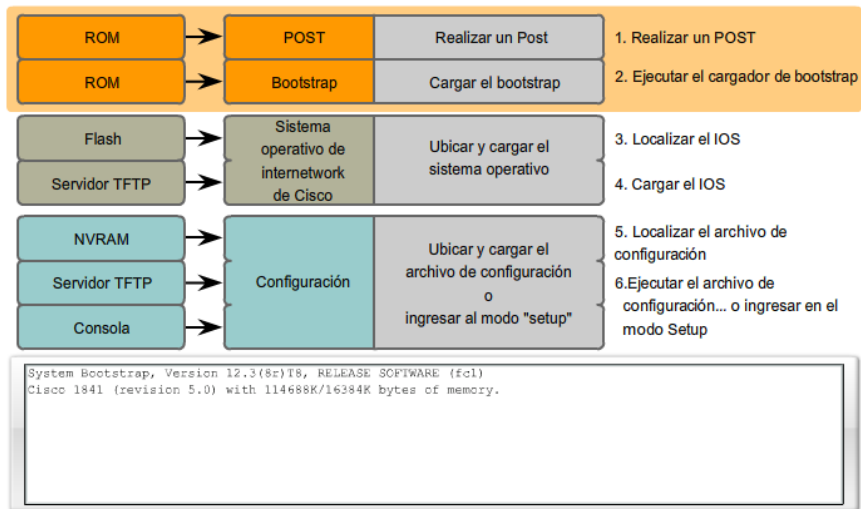 ROM
POST
Realizar un Post
1. Realizar un POST
ROM
Bootstrap
Cargar el bootstrap
2. Ejecutar el cargador de bootstrap
Flash
Servidor TFTP
Sistema
operativo de
internetwork
de Cisco
Ubicar y cargar el
sistema operativo
3. Localizar el IOS
4. Cargar el IOS
NVRAM
Servidor TFTP
Consola
Configuración
Ubicar y cargar el
archivo de configuración
o
ingresar al modo "setup"
5. Localizar el archivo de
configuración
6.Ejecutar el archivo de
configuración... o ingresar en el
modo Setup
System Bootstrap, Version 12.3(8r)T8, RELEASE SOFTWARE (fc1)
Cisco 1841 (revision 5.0) with 114688K/16384K bytes of memory.